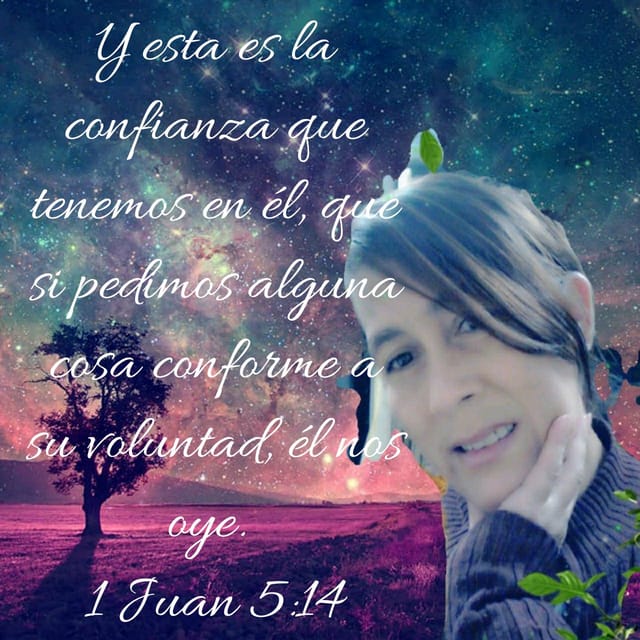 Y esta es la
confianza que
tenemos en él, que
si pedimos alguna
cosa conforme a
su voluntad, él nos
oye.
1 Juan 5:14